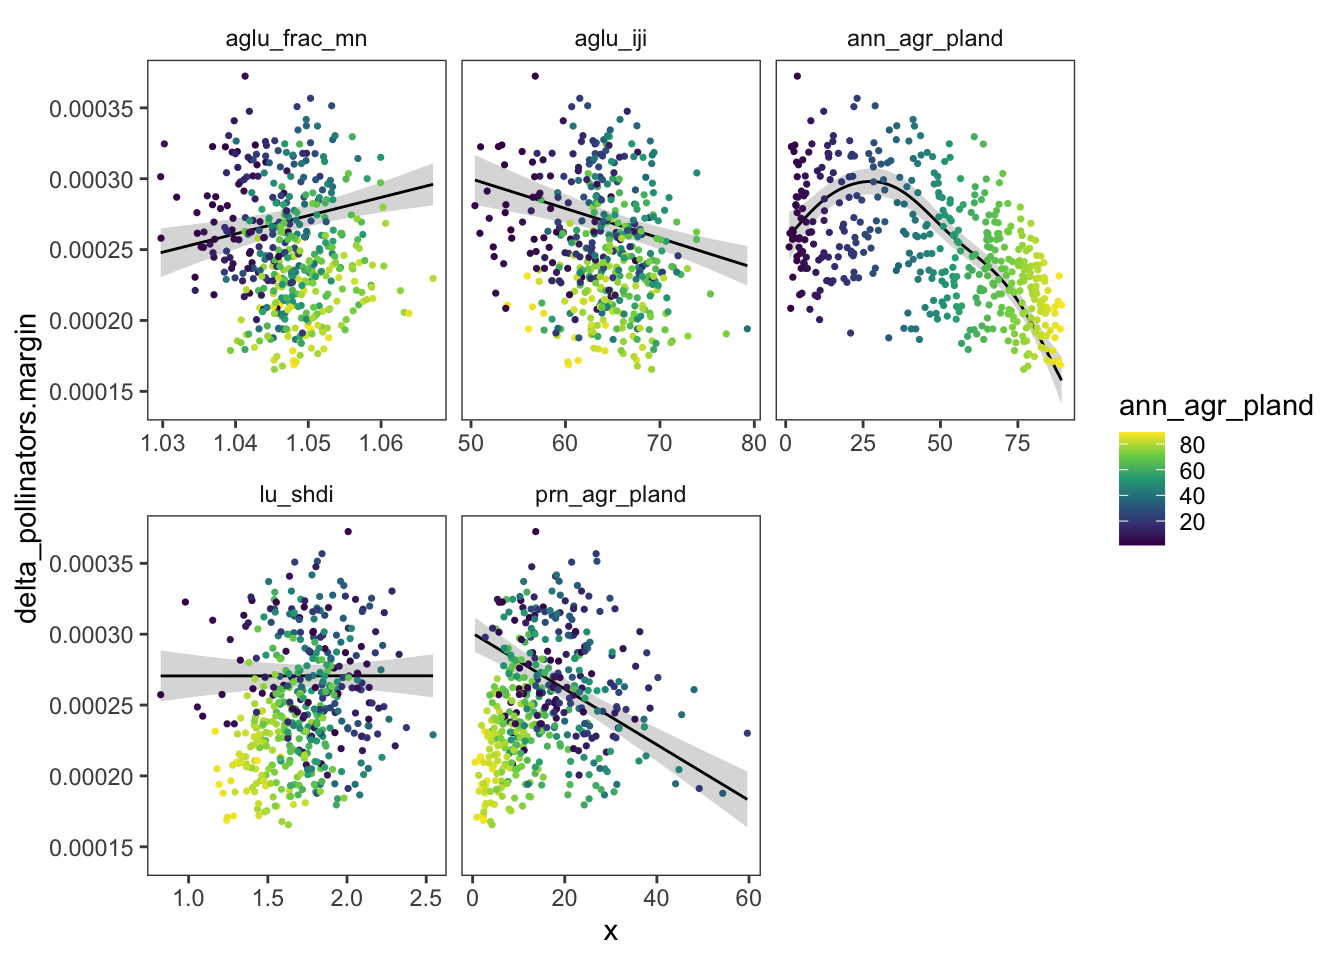 aglu_frac_mn aglu_iji ann_agr_pland
0.00035
0.00030
0.00025
0.00020
0.00015
1.03 1.04 1.05 1.06 50 60 70 80 0 25 50 75
lu_shdi prn_agr_pland
0.00035
0.00030
0.00025
0.00020
0.00015
1.0 1.5 2.0 2.5 0 20 40 60
x
delta_pollinators.margin
ann_agr_pland
80
60
40
20